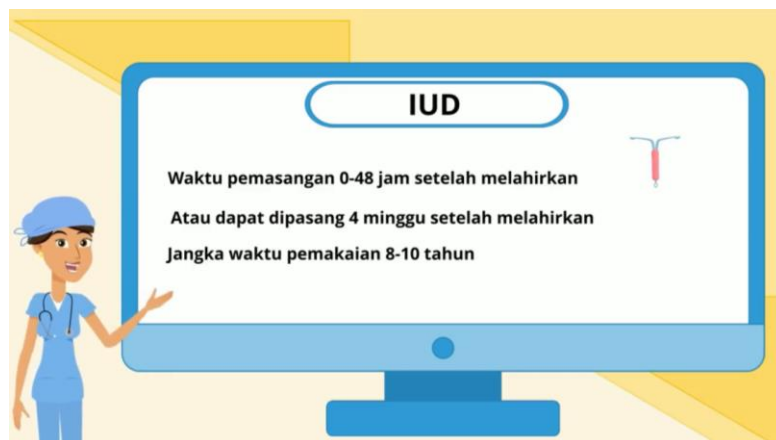 IUD
Waktu pemasangan 0-48 jam setelah melahirkan
Atau dapat dipasang 4 minggu setelah melahirkan
Jangka waktu pemakaian 8-10 tahun